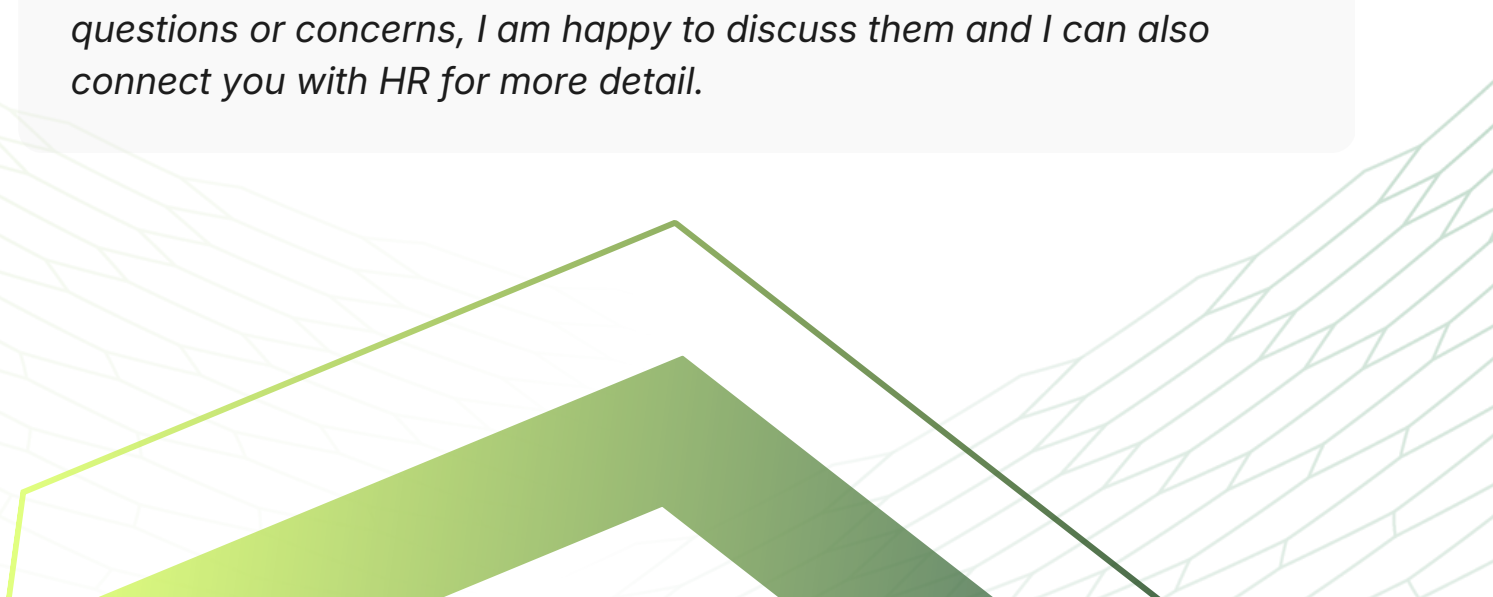 questions or concerns, I am happy to discuss them and I can also
connect you with HR for more detail.